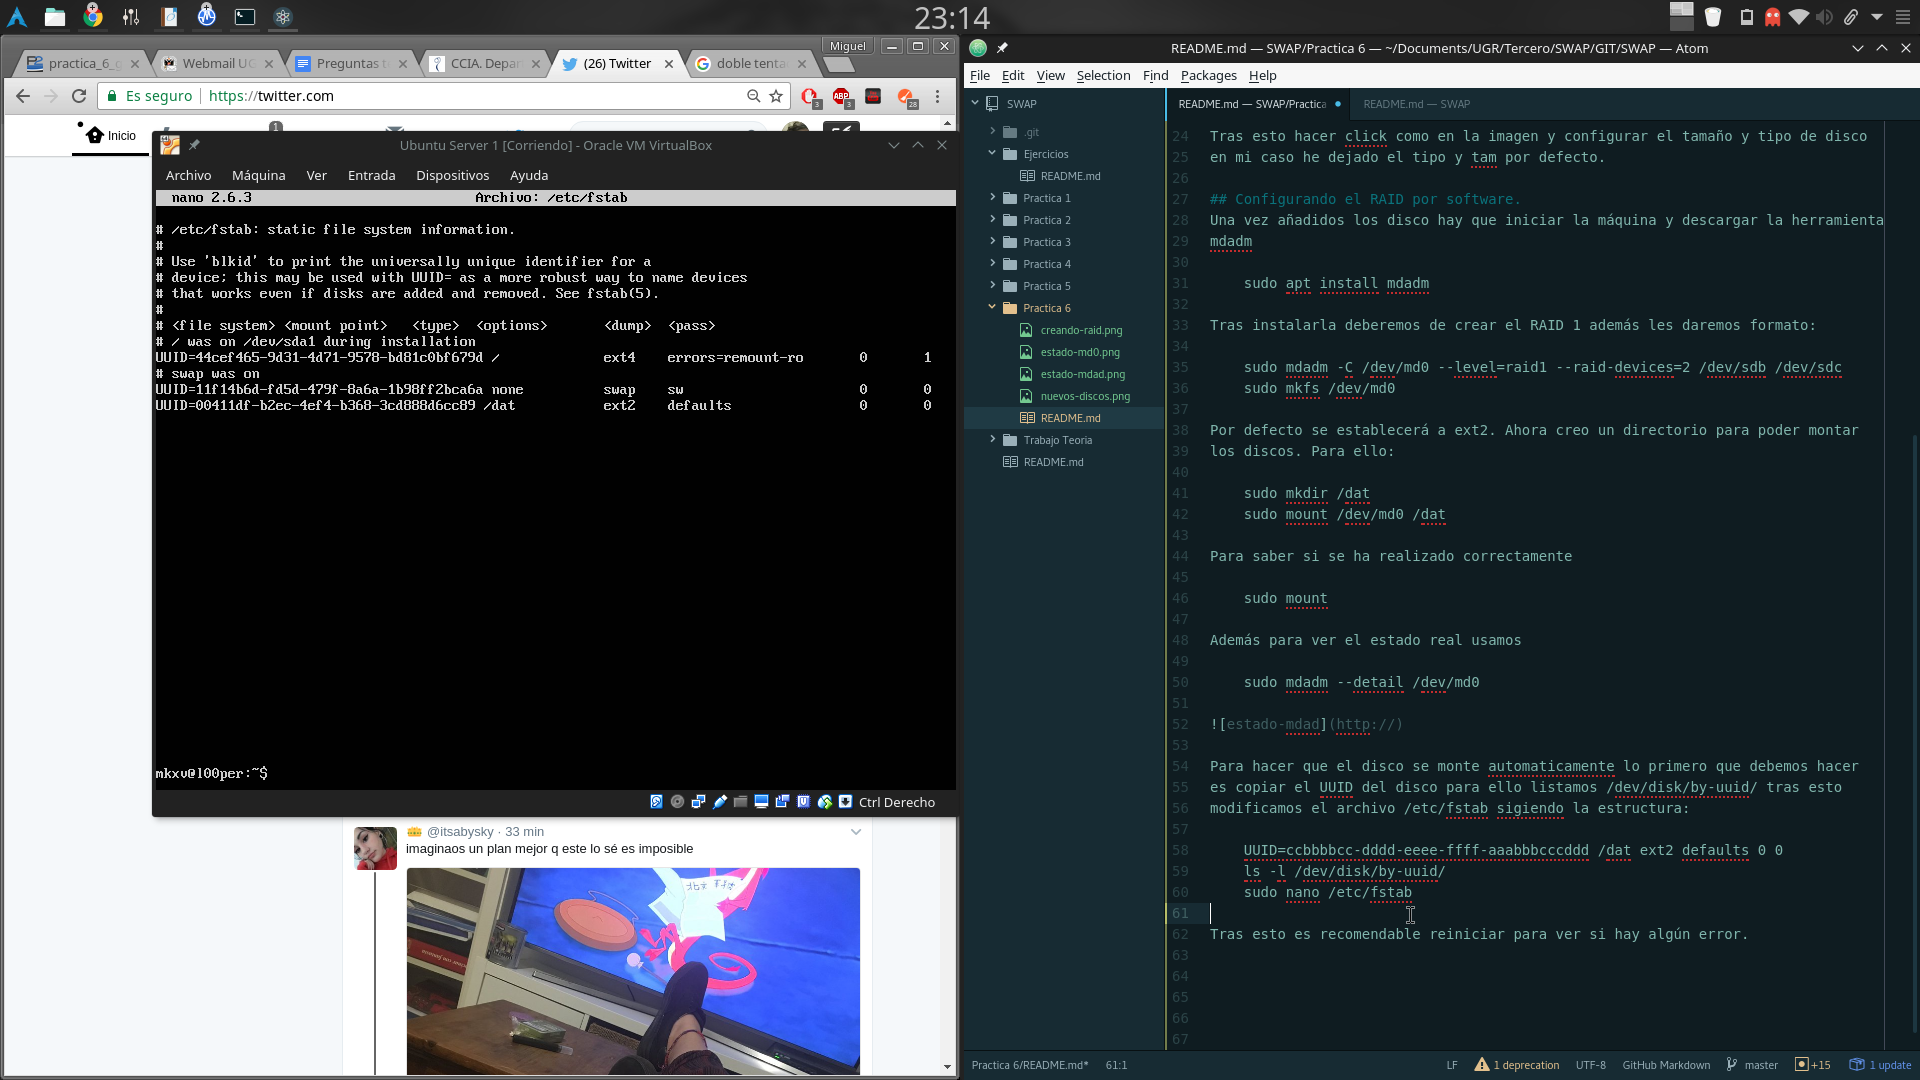 23:14
practica_6_g
Webmail UG
Preguntas t
CCIA. Depar
(26) Twitter
doble tenta
Miguel
Es seguro
https://twitter.com
3
ABP
3
28
Inicio
1
Ubuntu Server 1 [Corriendo] - Oracle VM VirtualBox
Archivo Máquina Ver Entrada Dispositivos Ayuda
nano 2.6.3 Archivo: /etc/fstab
# /etc/fstab: static file system information.
#
# Use 'blkid' to print the universally unique identifier for a
# device; this may be used with UUID= as a more robust way to name devices
# that works even if disks are added and removed. See fstab(5).
#
# <file system> <mount point> <type> <options> <dump> <pass>
# / was on /dev/sda1 during installation
UUID=44cef465-9d31-4d71-9578-bd81c0bf679d / ext4 errors=remount-ro 0 1
# swap was on
UUID=11f14b6d-fd5d-479f-8a6a-1b98ff2bca6a none swap sw 0 0
UUID=00411df-b2ec-4ef4-b368-3cd888d6cc89 /dat ext2 defaults 0 0
mkxv@l00per:~$
Ctrl Derecho
@itsabysky · 33 min
imaginaos un plan mejor q este lo sé es imposible
README.md — SWAP/Practica 6 — ~/Documents/UGR/Tercero/SWAP/GIT/SWAP — Atom
File Edit View Selection Find Packages Help
SWAP
.git
Ejercicios
README.md
Practica 1
Practica 2
Practica 3
Practica 4
Practica 5
Practica 6
creando-raid.png
estado-md0.png
estado-mdad.png
nuevos-discos.png
README.md
Trabajo Teoria
README.md
README.md — SWAP/Practica
README.md — SWAP
24 Tras esto hacer click como en la imagen y configurar el tamaño y tipo de disco
25 en mi caso he dejado el tipo y tam por defecto.
26
27 ## Configurando el RAID por software.
28 Una vez añadidos los disco hay que iniciar la máquina y descargar la herramienta
29 mdadm
30
31 sudo apt install mdadm
32
33 Tras instalarla deberemos de crear el RAID 1 además les daremos formato:
34
35 sudo mdadm -C /dev/md0 --level=raid1 --raid-devices=2 /dev/sdb /dev/sdc
36 sudo mkfs /dev/md0
37
38 Por defecto se establecerá a ext2. Ahora creo un directorio para poder montar
39 los discos. Para ello:
40
41 sudo mkdir /dat
42 sudo mount /dev/md0 /dat
43
44 Para saber si se ha realizado correctamente
45
46 sudo mount
47
48 Además para ver el estado real usamos
49
50 sudo mdadm --detail /dev/md0
51
52 ![estado-mdad](http://)
53
54 Para hacer que el disco se monte automaticamente lo primero que debemos hacer
55 es copiar el UUID del disco para ello listamos /dev/disk/by-uuid/ tras esto
56 modificamos el archivo /etc/fstab sigiendo la estructura:
57
58 UUID=ccbbbbcc-dddd-eeee-ffff-aaabbbcccddd /dat ext2 defaults 0 0
59 ls -l /dev/disk/by-uuid/
60 sudo nano /etc/fstab
61
62 Tras esto es recomendable reiniciar para ver si hay algún error.
63
64
65
66
67
Practica 6/README.md* 61:1
LF 1 deprecation UTF-8 GitHub Markdown master +15 1 update